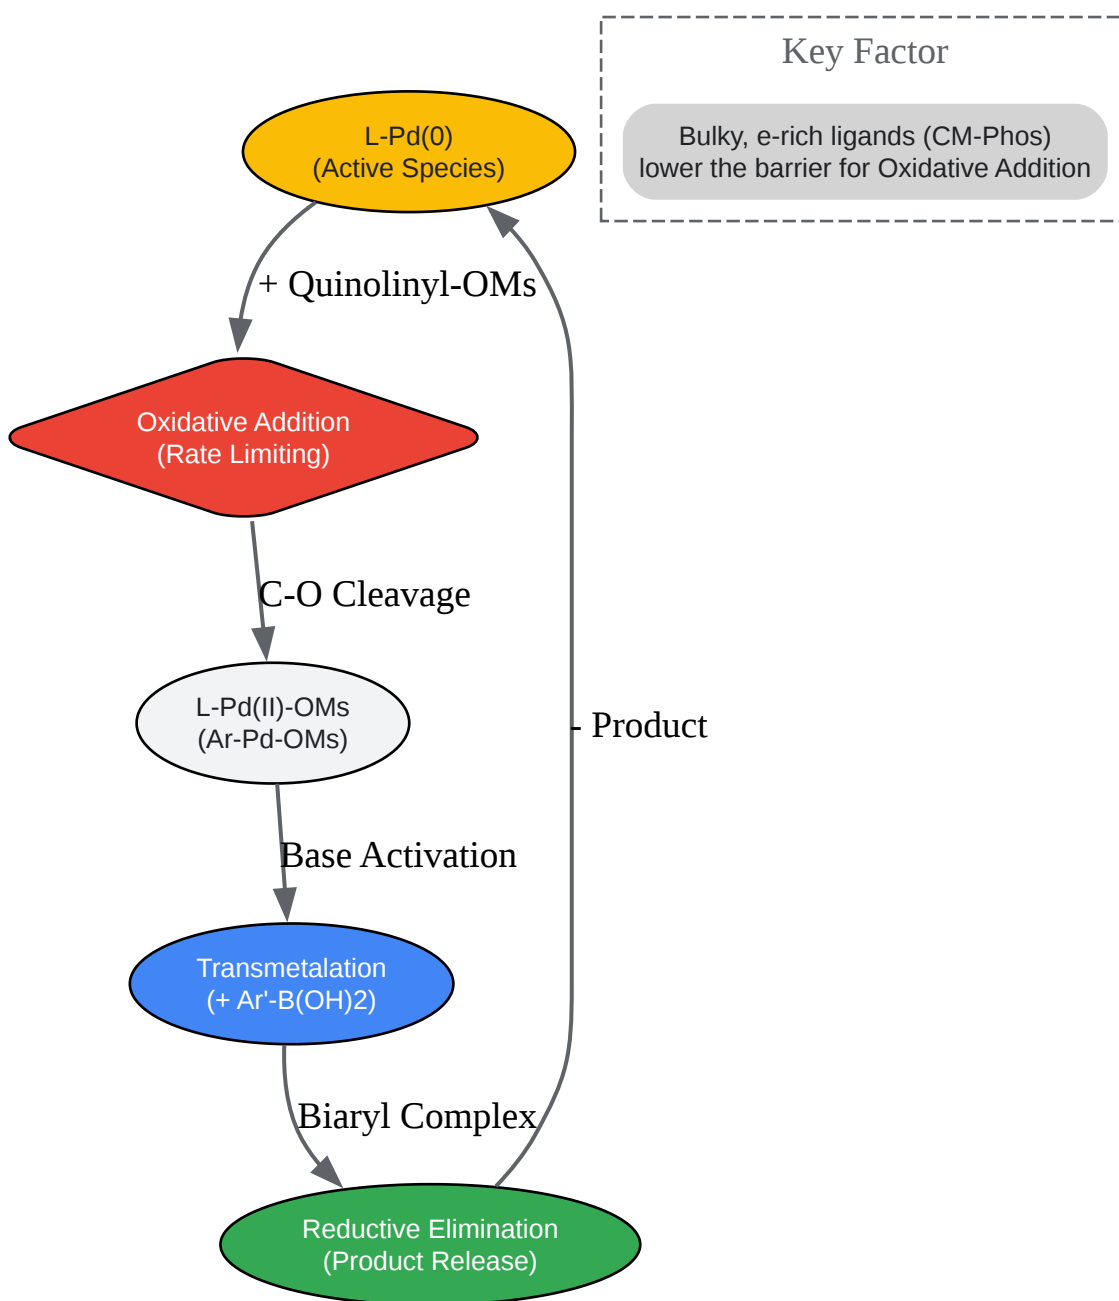 Key Factor
Bulky, e-rich ligands (CM-Phos)
lower the barrier for Oxidative Addition
L-Pd(0)
(Active Species)
+ Quinolinyl-OMs
Oxidative Addition
(Rate Limiting)
C-O Cleavage
L-Pd(II)-OMs
(Ar-Pd-OMs)
- Product
Base Activation
Transmetalation
(+ Ar'-B(OH)2)
Biaryl Complex
Reductive Elimination
(Product Release)